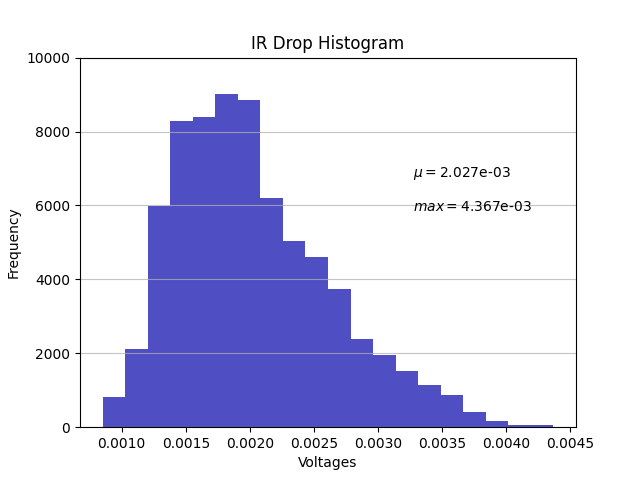 IR Drop Histogram
10000
8000
6000
4000
2000
0
Frequency
μ = 2.027e-03
max = 4.367e-03
0.0010 0.0015 0.0020 0.0025 0.0030 0.0035 0.0040 0.0045
Voltages